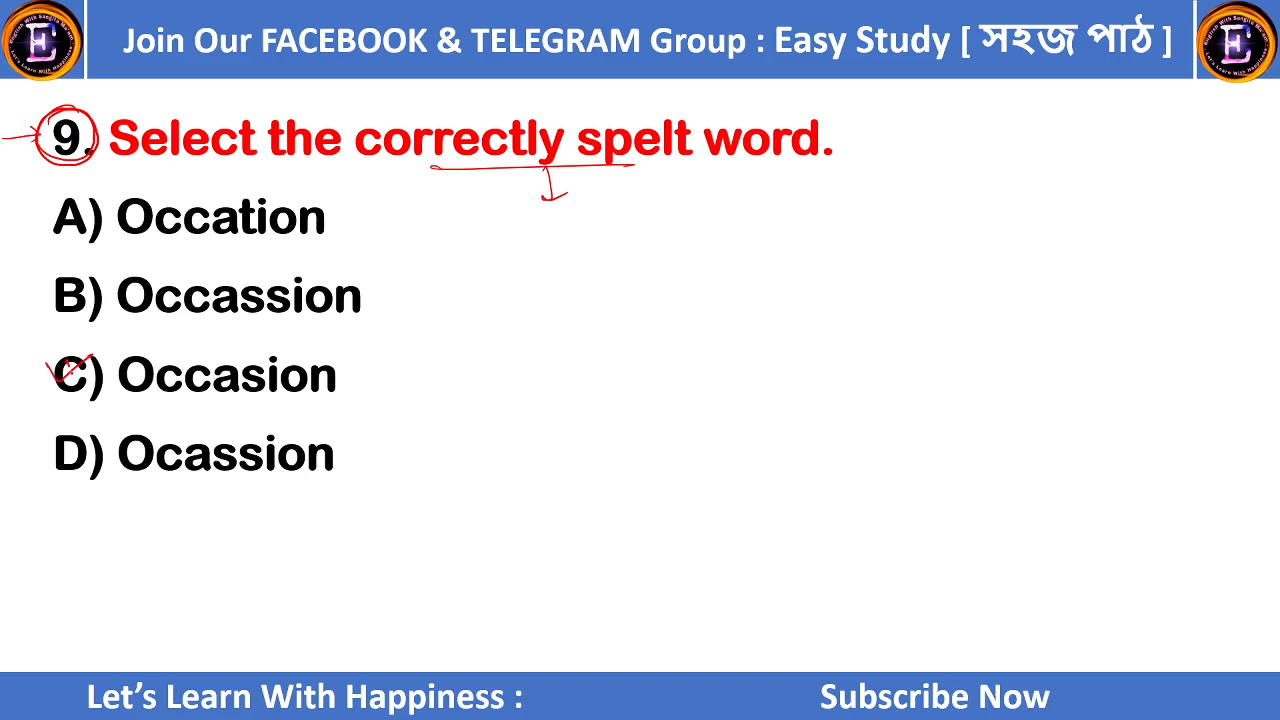 Join Our FACEBOOK & TELEGRAM Group : Easy Study [ সহজ পাঠ ]
9. Select the correctly spelt word.
A) Occation
B) Occassion
C) Occasion
D) Ocassion
Let’s Learn With Happiness :
Subscribe Now